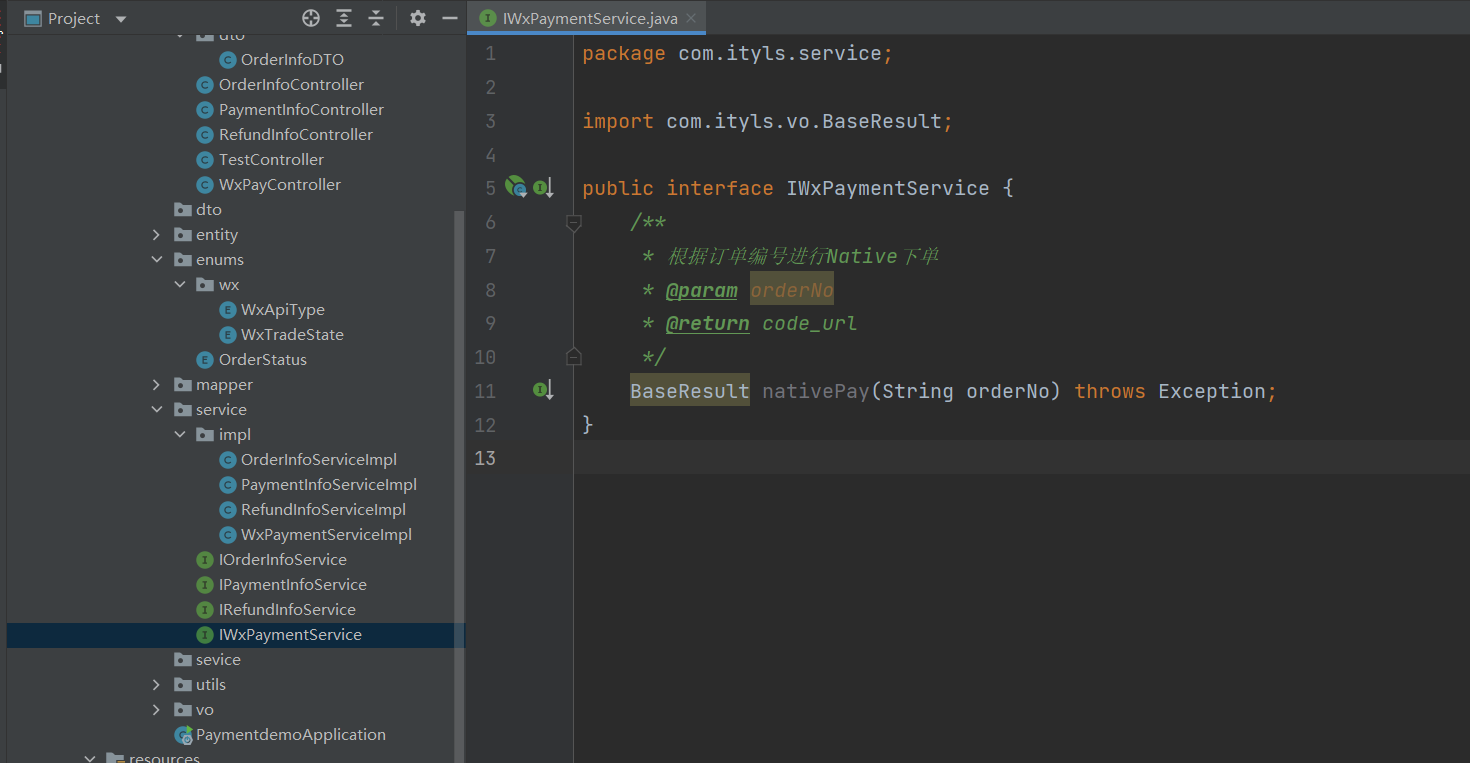 Project
dto
OrderInfoDTO
OrderInfoController
PaymentInfoController
RefundInfoController
TestController
WxPayController
dto
entity
enums
wx
WxApiType
WxTradeState
OrderStatus
mapper
service
impl
OrderInfoServiceImpl
PaymentInfoServiceImpl
RefundInfoServiceImpl
WxPaymentServiceImpl
IOrderInfoService
IPaymentInfoService
IRefundInfoService
IWxPaymentService
sevice
utils
vo
PaymentdemoApplication
resources
IWxPaymentService.java
1 package com.ityls.service;
2
3 import com.ityls.vo.BaseResult;
4
5 public interface IWxPaymentService {
6 /**
7 * 根据订单编号进行Native下单
8 * @param orderNo
9 * @return code_url
10 */
11 BaseResult nativePay(String orderNo) throws Exception;
12 }
13